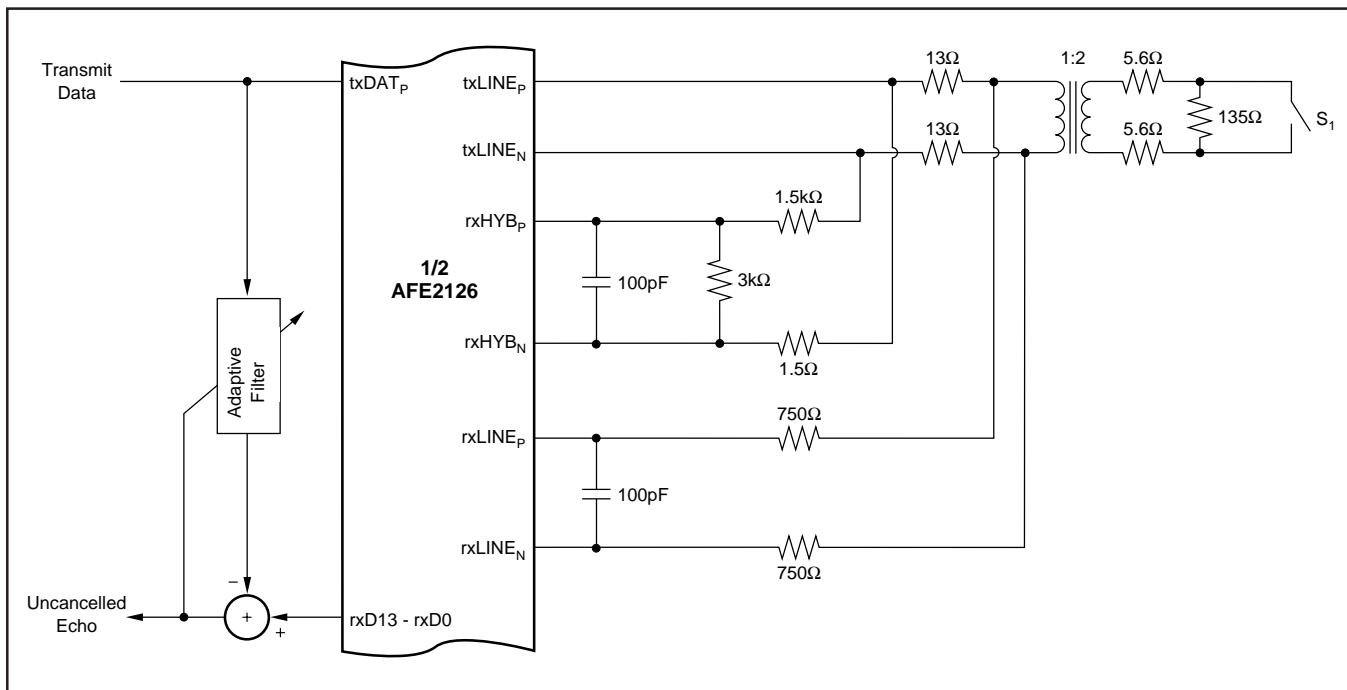 Transmit
Data
txDATP
txLINEP
13Ω
1:2
5.6Ω
135Ω
S1
txLINEN
13Ω
5.6Ω
rxHYBP
1.5kΩ
1/2
AFE2126
100pF
3kΩ
Adaptive
Filter
rxHYBN
1.5Ω
rxLINEP
750Ω
100pF
rxLINEN
750Ω
–
Uncancelled
Echo
+
+
rxD13 - rxD0